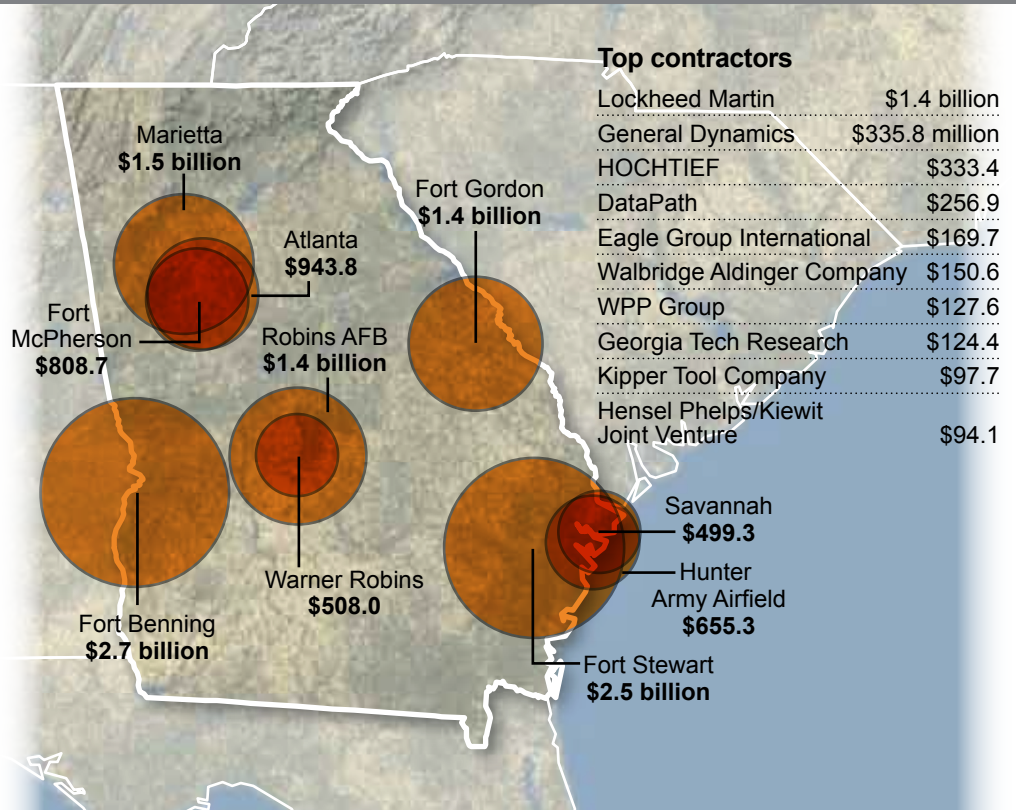 Top contractors
Lockheed Martin $1.4 billion
General Dynamics $335.8 million
HOCHTIEF $333.4
DataPath $256.9
Eagle Group International $169.7
Walbridge Aldinger Company $150.6
WPP Group $127.6
Georgia Tech Research $124.4
Kipper Tool Company $97.7
Hensel Phelps/Kiewit
Joint Venture $94.1
Marietta
$1.5 billion
Fort Gordon
$1.4 billion
Atlanta
$943.8
Fort
McPherson
$808.7
Robins AFB
$1.4 billion
Savannah
$499.3
Hunter
Army Airfield
$655.3
Warner Robins
$508.0
Fort Benning
$2.7 billion
Fort Stewart
$2.5 billion